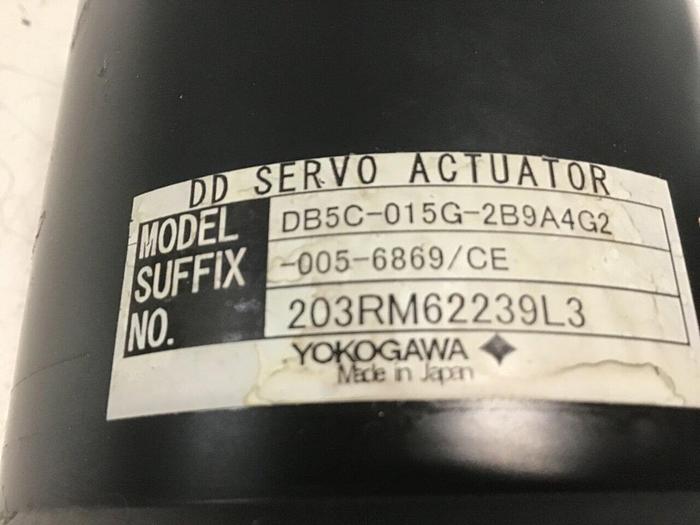 DD SERVO ACTUATOR
MODEL DB5C-015G-2B9A4G2
SUFFIX -005-6869/CE
NO. 203RM62239L3
YOKOGAWA
Made in Japan